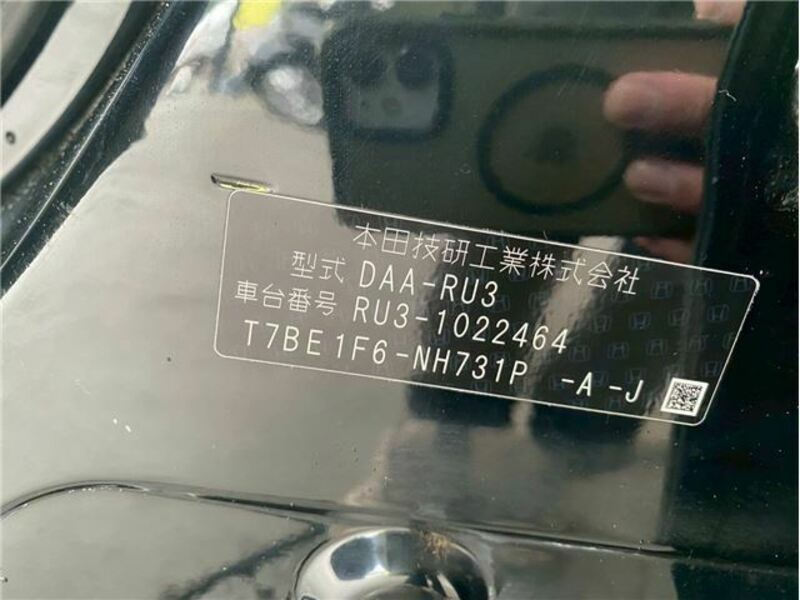 本田技研工業株式会社
型式 DAA-RU3
車台番号 RU3-1022464
T7BE1F6-NH731P -A-J